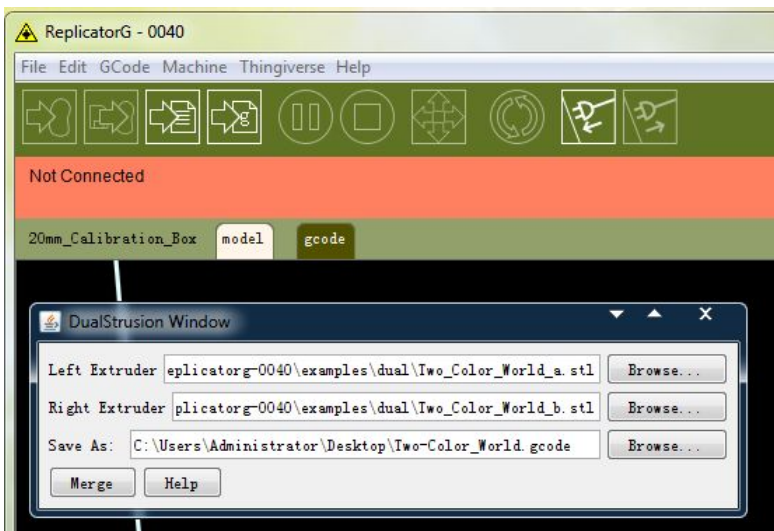 ReplicatorG - 0040
File Edit GCode Machine Thingiverse Help
Not Connected
20mm_Calibration_Box model gcode
DualStrusion Window
Left Extruder eplicatorg-0040\examples\dual\Two_Color_World_a.stl Browse...
Right Extruder plicatorg-0040\examples\dual\Two_Color_World_b.stl Browse...
Save As: C:\Users\Administrator\Desktop\Two-Color_World.gcode Browse...
Merge Help